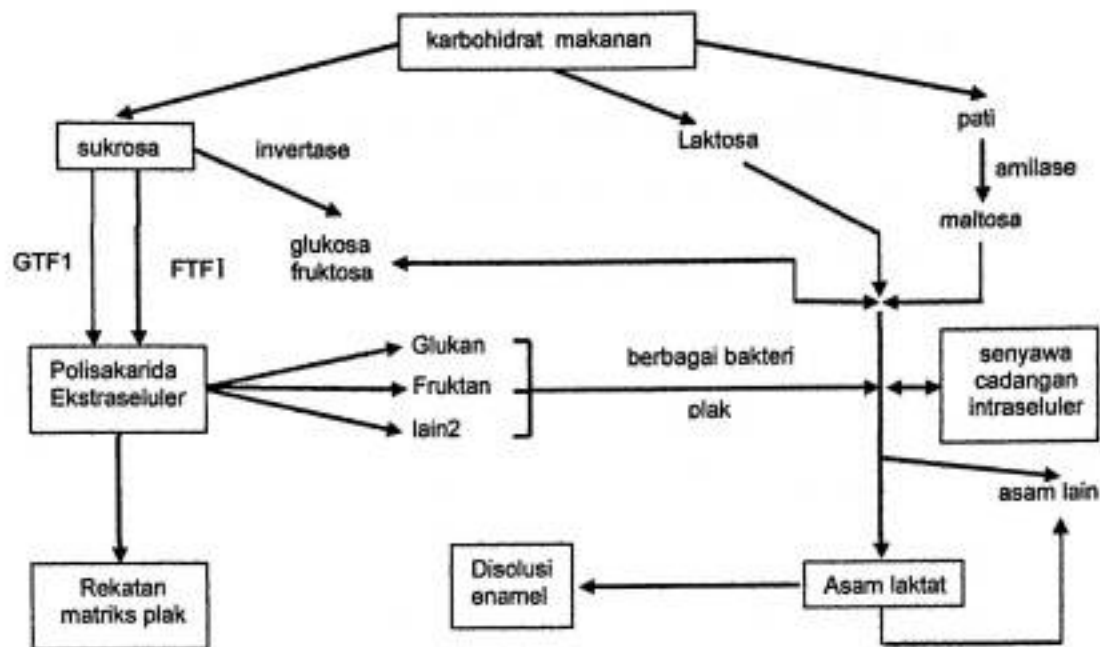 karbohidrat makanan
sukrosa
invertase
Laktosa
pati
amilase
maltosa
glukosa
fruktosa
GTF1
FTF1
Polisakarida
Ekstraseluler
Glukan
Fruktan
lain2
berbagai bakteri
plak
senyawa
cadangan
intraseluler
asam lain
Rekatan
matriks plak
Disolusi
enamel
Asam laktat